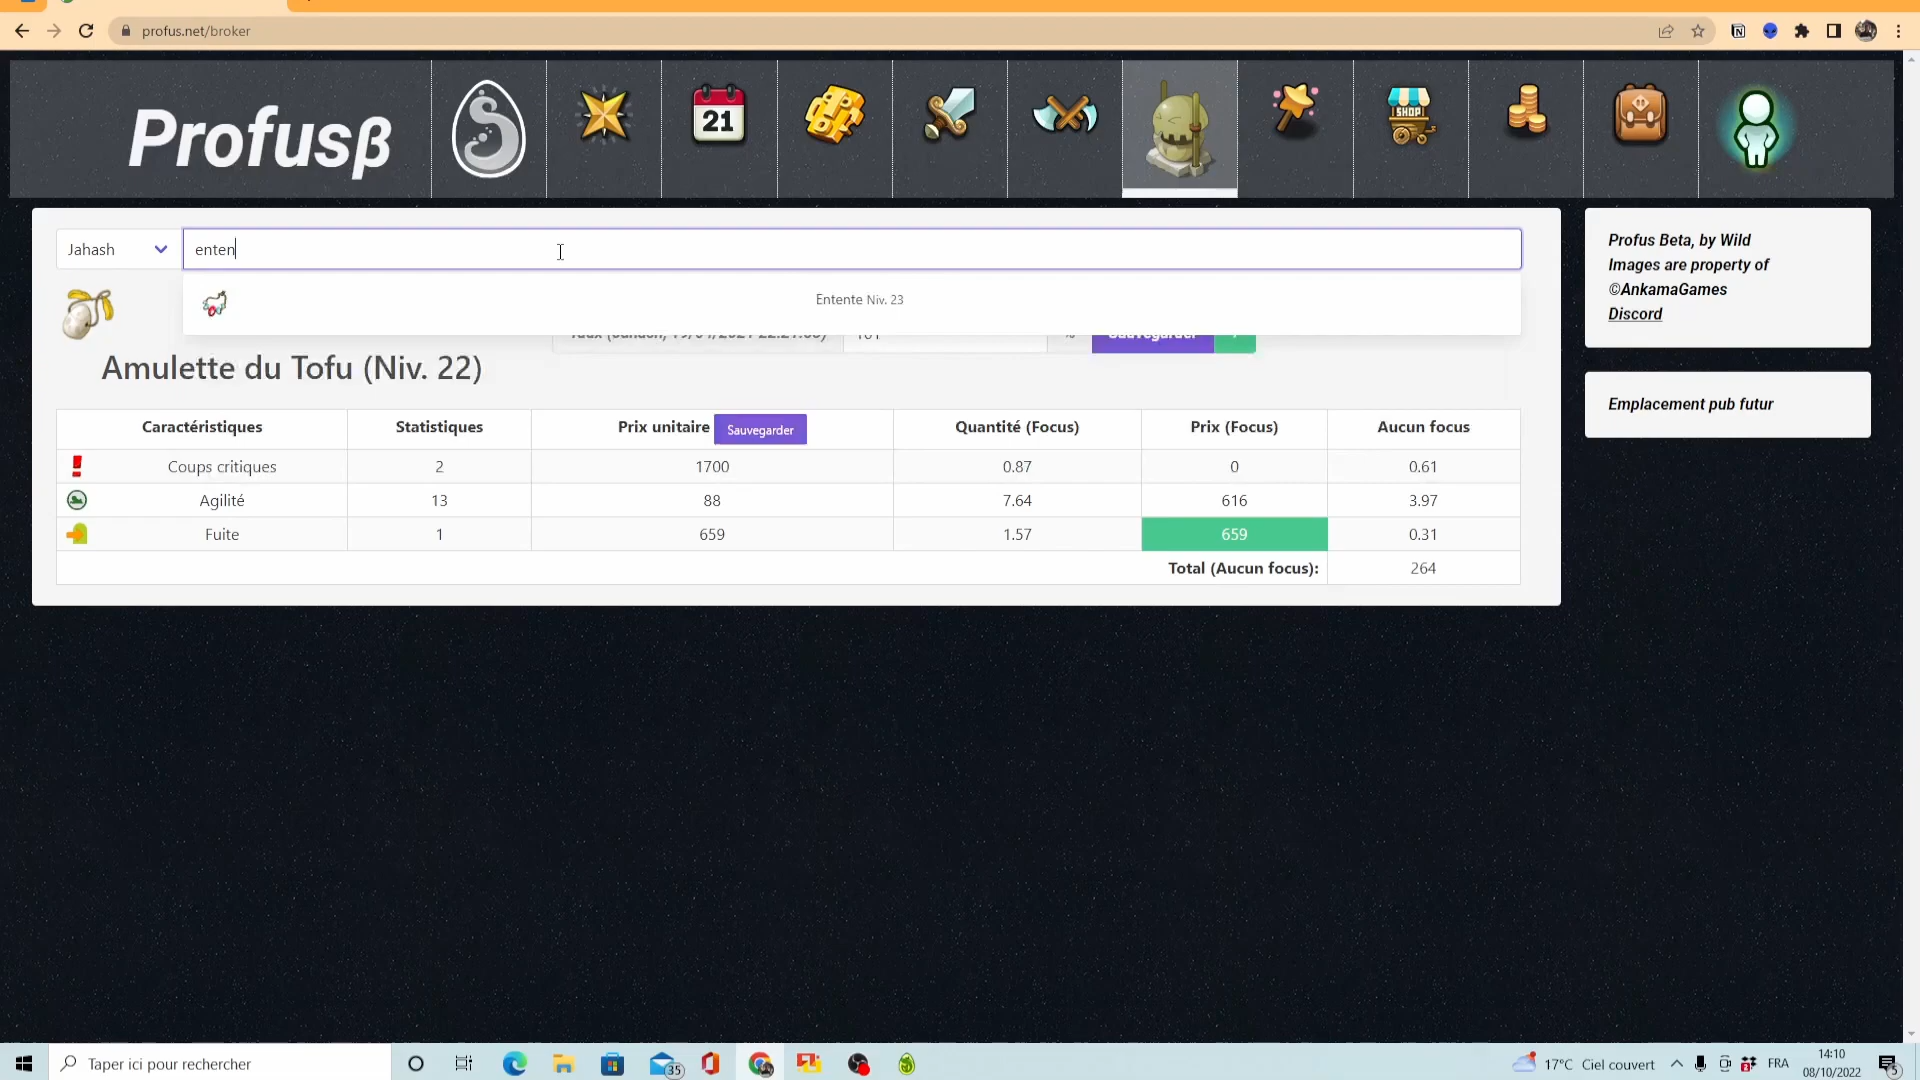 profus.net/broker
Profusβ
21
SHOP!
Jahash
enten
Entente Niv. 23
Amulette du Tofu (Niv. 22)
Caractéristiques Statistiques Prix unitaire Sauvegarder Quantité (Focus) Prix (Focus) Aucun focus
Coups critiques 2 1700 0.87 0 0.61
Agilité 13 88 7.64 616 3.97
Fuite 1 659 1.57 659 0.31
Total (Aucun focus): 264
Profus Beta, by Wild
Images are property of
©AnkamaGames
Discord
Emplacement pub futur
Taper ici pour rechercher
35
17°C Ciel couvert
FRA
14:10
08/10/2022
5